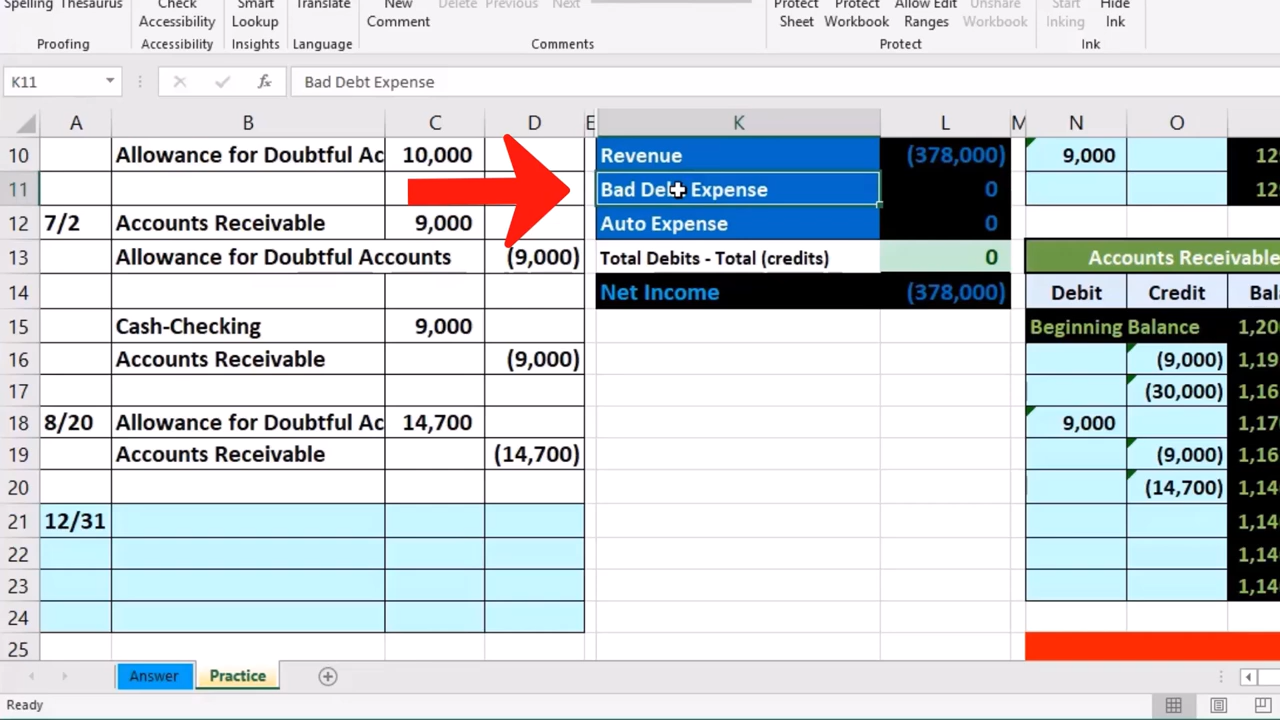 Spelling Thesaurus
Check
Accessibility
Smart
Lookup
Translate
New
Comment
Delete Previous Next
Protect
Sheet
Protect
Workbook
Allow Edit
Ranges
Unshare
Workbook
Start
Inking
Hide
Ink
Proofing Accessibility Insights Language Comments Protect Ink
K11 fx Bad Debt Expense
A B C D E K L M N O
10 Allowance for Doubtful Ac 10,000 Revenue (378,000) 9,000
11 Bad Debt Expense 0
12 7/2 Accounts Receivable 9,000 Auto Expense 0
13 Allowance for Doubtful Accounts (9,000) Total Debits - Total (credits) 0 Accounts Receivable
14 Net Income (378,000) Debit Credit
15 Cash-Checking 9,000 Beginning Balance
16 Accounts Receivable (9,000) (9,000)
17 (30,000)
18 8/20 Allowance for Doubtful Ac 14,700 9,000
19 Accounts Receivable (14,700) (9,000)
20 (14,700)
21 12/31
22
23
24
25
Answer Practice
Ready